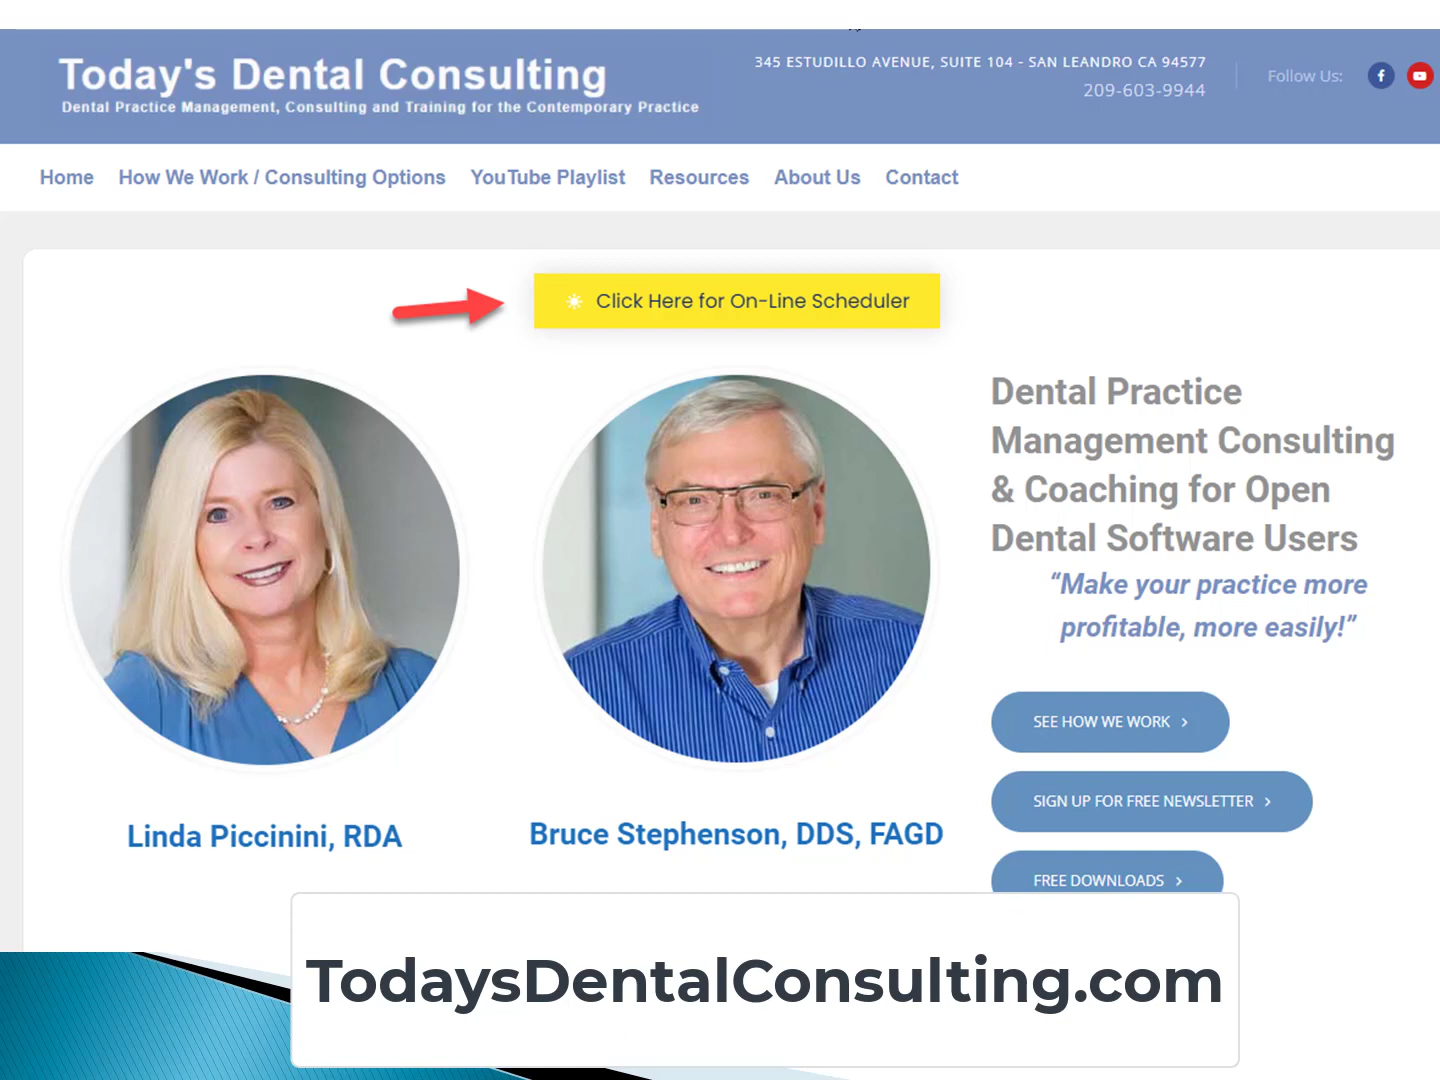 Today's Dental Consulting
Dental Practice Management, Consulting and Training for the Contemporary Practice
345 ESTUDILLO AVENUE, SUITE 104 - SAN LEANDRO CA 94577
209-603-9944
Follow Us:
Home How We Work / Consulting Options YouTube Playlist Resources About Us Contact
Click Here for On-Line Scheduler
Dental Practice
Management Consulting
& Coaching for Open
Dental Software Users
“Make your practice more
profitable, more easily!”
SEE HOW WE WORK
SIGN UP FOR FREE NEWSLETTER
FREE DOWNLOADS
Linda Piccinini, RDA
Bruce Stephenson, DDS, FAGD
TodaysDentalConsulting.com